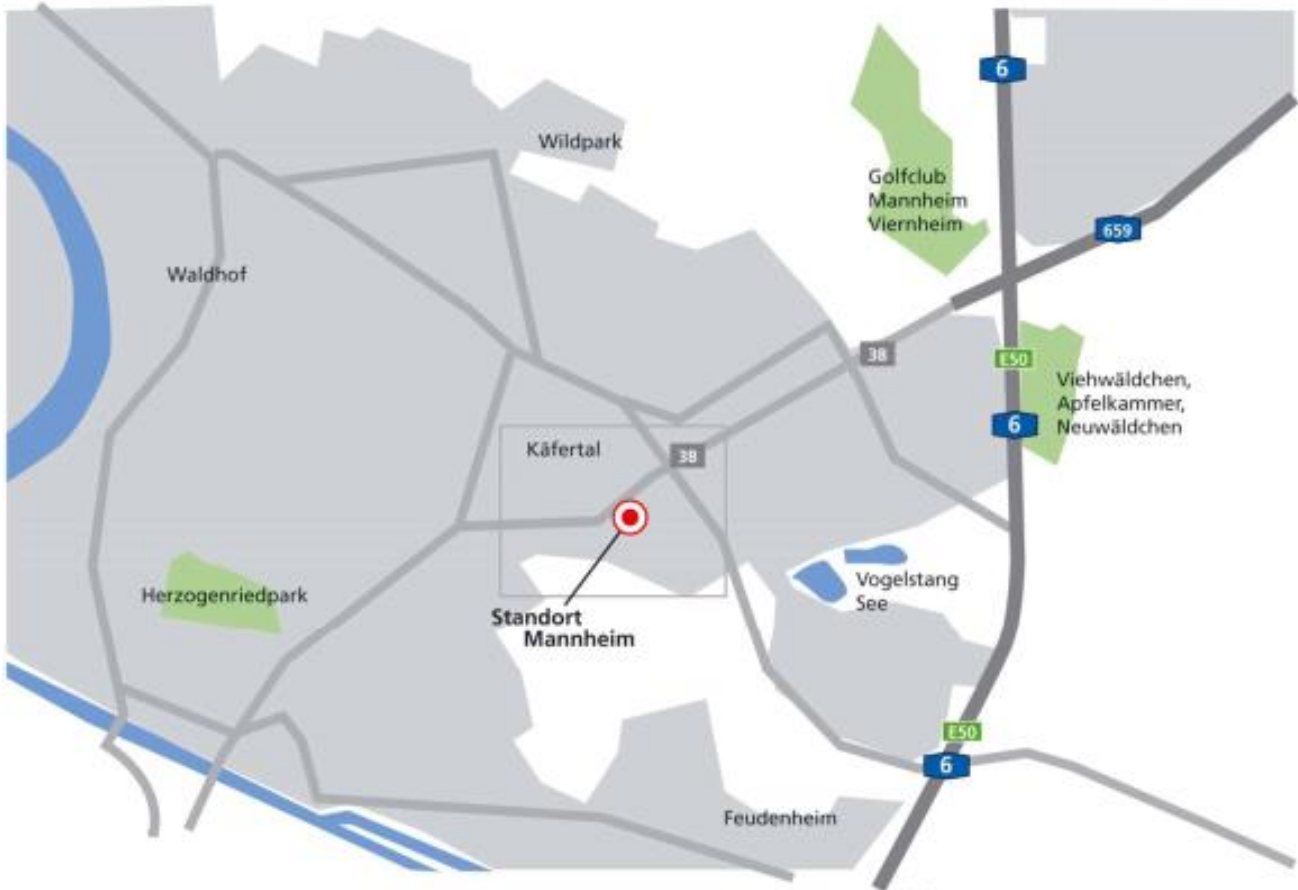 6
Wildpark
Golfclub
Mannheim
Viernheim
659
Waldhof
38
E50
Viehwäldchen,
Apfelkammer,
Neuwäldchen
6
Käfertal
38
Vogelstang
See
Herzogenriedpark
Standort
Mannheim
E50
6
Feudenheim